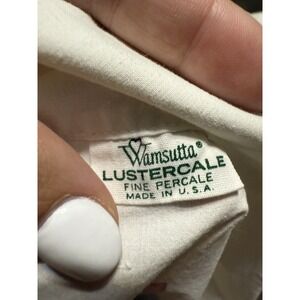 Wamsutta®
LUSTERCALE
FINE PERCALE
MADE IN U.S.A.